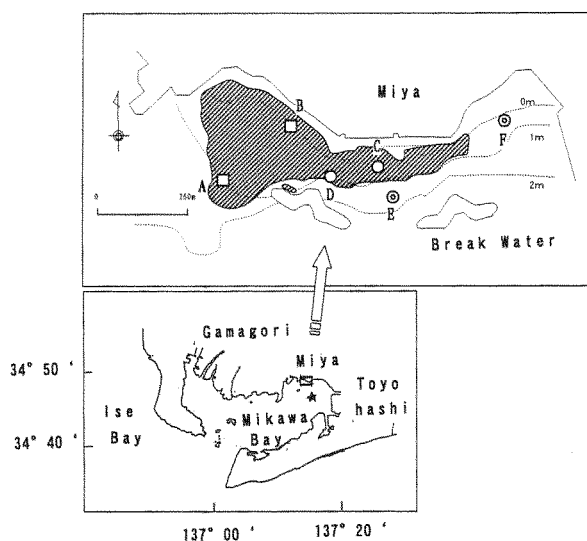 Miya
B
0m
C
F
1m
A
D
2m
0 250m
E
Break Water
Gamagori
34° 50 ‘
Miya
Toyo
hashi
Ise
Bay
Mikawa
Bay
34° 40 ‘
137° 00 ‘
137° 20 ‘